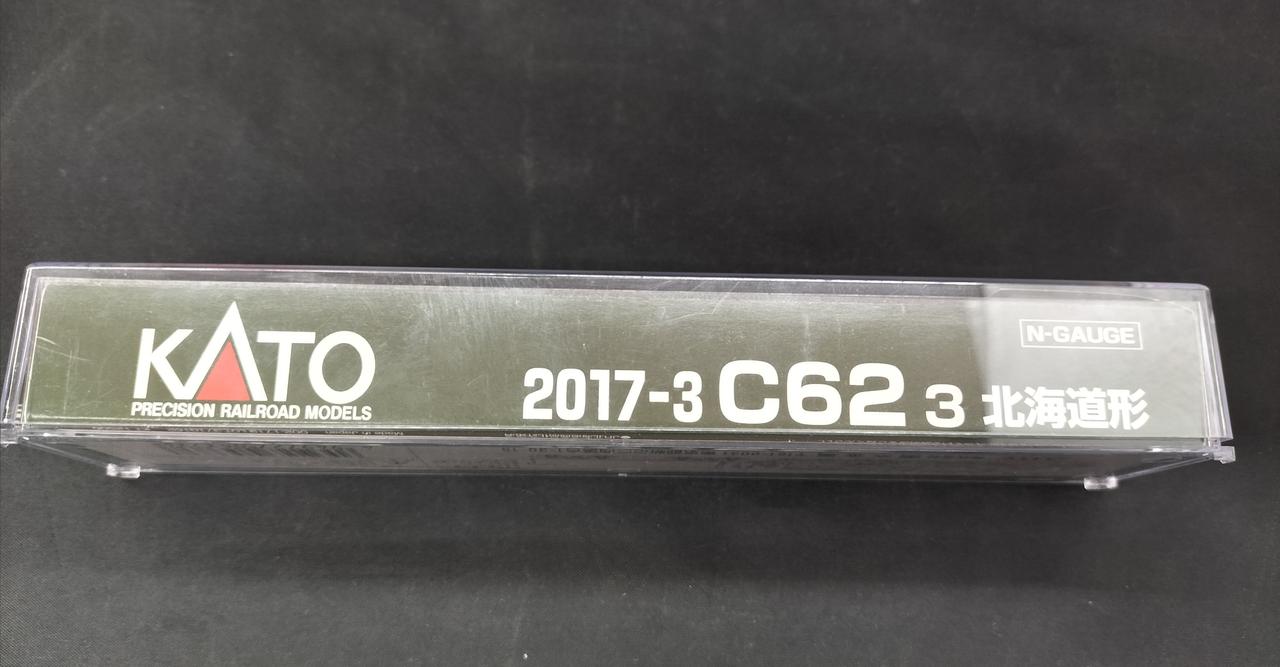 KATO
PRECISION RAILROAD MODELS
N-GAUGE
2017-3 C62 3 北海道形